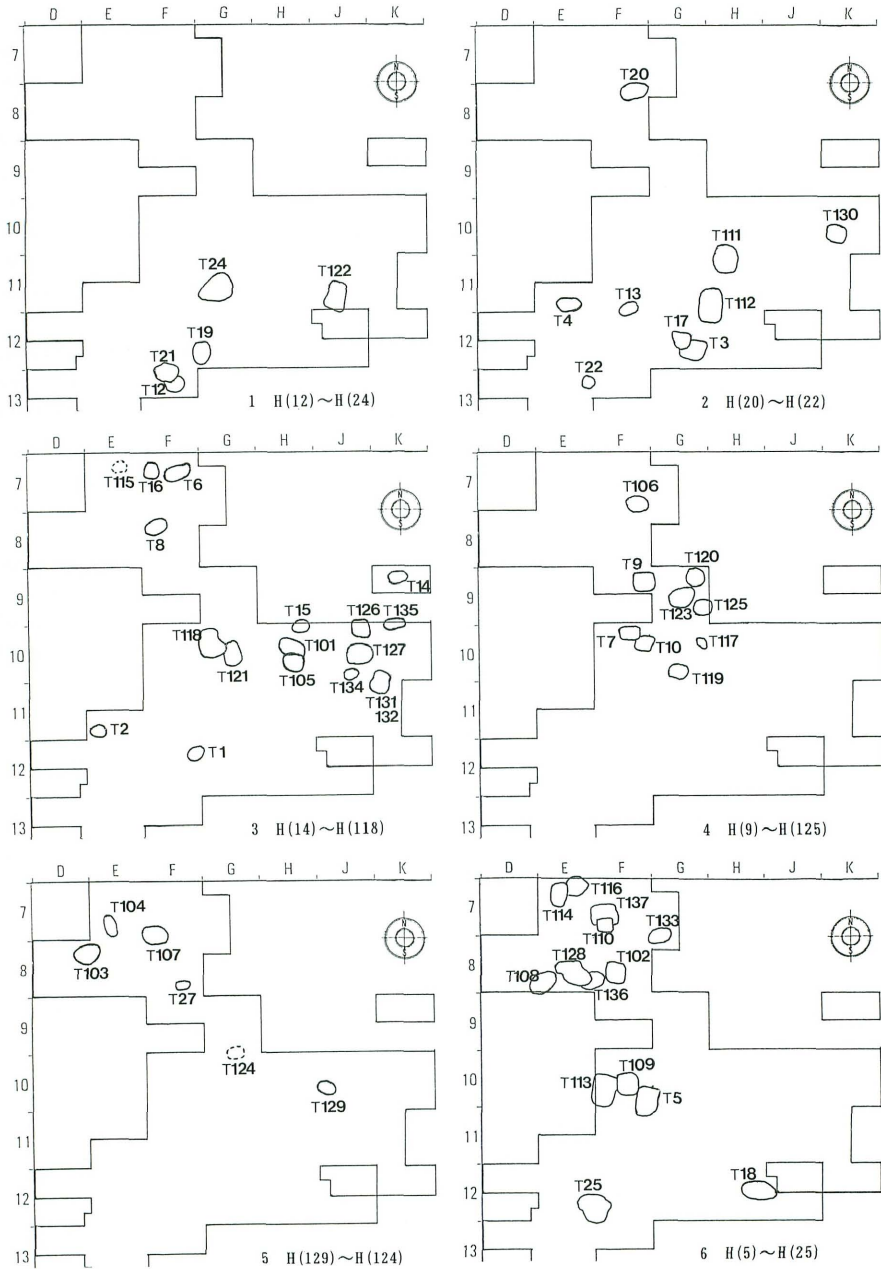 D E F G H J K
7
8
9
10
11
12
13
N
S
T24
T122
T19
T21
T12
1 H(12)～H(24)
D E F G H J K
7
8
9
10
11
12
13
N
S
T20
T130
T111
T13
T4
T112
T17
T3
T22
2 H(20)～H(22)
D E F G H J K
7
8
9
10
11
12
13
N
S
T115 T16 T6
T8
T14
T15 T126 T135
T118 T101 T127
T121 T105
T134 T131
132
T2 T1
3 H(14)～H(118)
D E F G H J K
7
8
9
10
11
12
13
N
S
T106
T9 T120
T123 T125
T7 T10 T117
T119
4 H(9)～H(125)
D E F G H J K
7
8
9
10
11
12
13
N
S
T104
T107
T103
T27
T124
T129
5 H(129)～H(124)
D E F G H J K
7
8
9
10
11
12
13
N
S
T116
T114 T137
T110 T133
T128 T102
T108 T136
T109
T113 T5
T25 T18
6 H(5)～H(25)